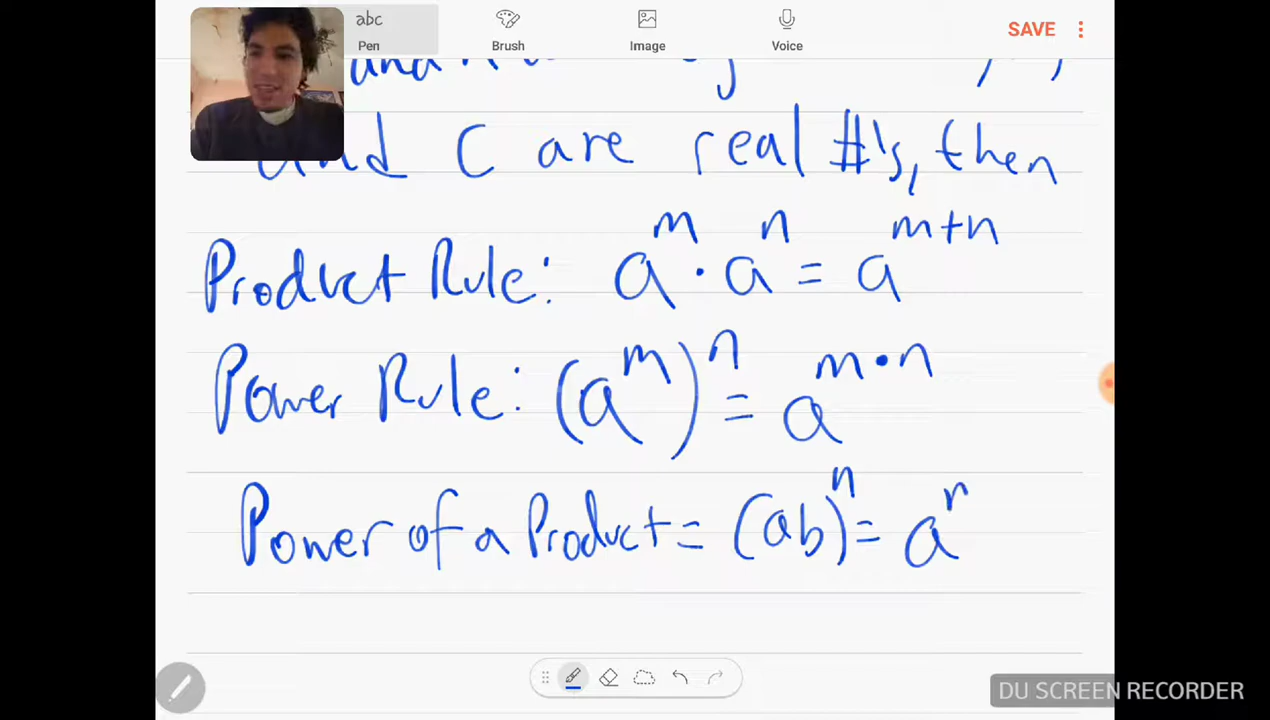 abc
Pen
Brush
Image
Voice
SAVE
and
and C are real #'s, then
Product Rule: a^m · a^n = a^{m+n}
Power Rule: (a^m)^n = a^{m·n}
Power of a Product = (ab)^n = a^r
DU SCREEN RECORDER